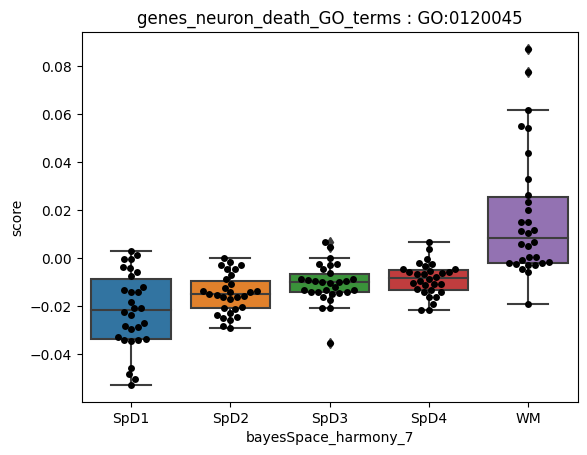 genes_neuron_death_GO_terms : GO:0120045
score
0.08
0.06
0.04
0.02
0.00
−0.02
−0.04
SpD1 SpD2 SpD3 SpD4 WM
bayesSpace_harmony_7